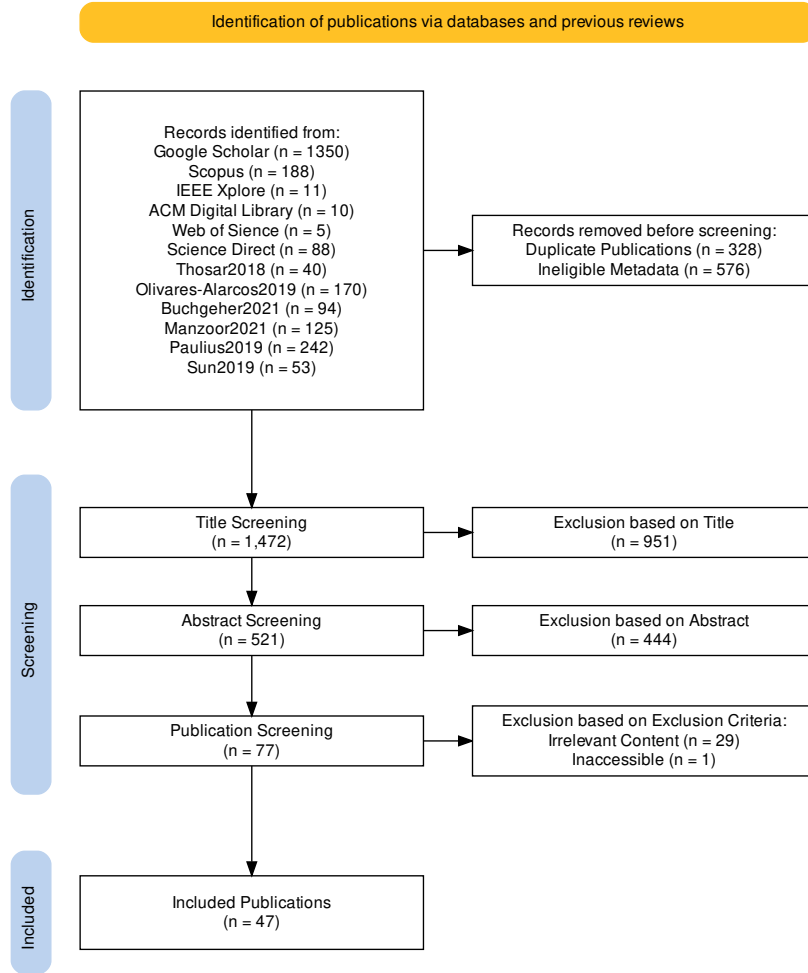 Identification of publications via databases and previous reviews
Identification
Records identified from:
Google Scholar (n = 1350)
Scopus (n = 188)
IEEE Xplore (n = 11)
ACM Digital Library (n = 10)
Web of Sience (n = 5)
Science Direct (n = 88)
Thosar2018 (n = 40)
Olivares-Alarcos2019 (n = 170)
Buchgeher2021 (n = 94)
Manzoor2021 (n = 125)
Paulius2019 (n = 242)
Sun2019 (n = 53)
Records removed before screening:
Duplicate Publications (n = 328)
Ineligible Metadata (n = 576)
Screening
Title Screening
(n = 1,472)
Exclusion based on Title
(n = 951)
Abstract Screening
(n = 521)
Exclusion based on Abstract
(n = 444)
Publication Screening
(n = 77)
Exclusion based on Exclusion Criteria:
Irrelevant Content (n = 29)
Inaccessible (n = 1)
Included
Included Publications
(n = 47)